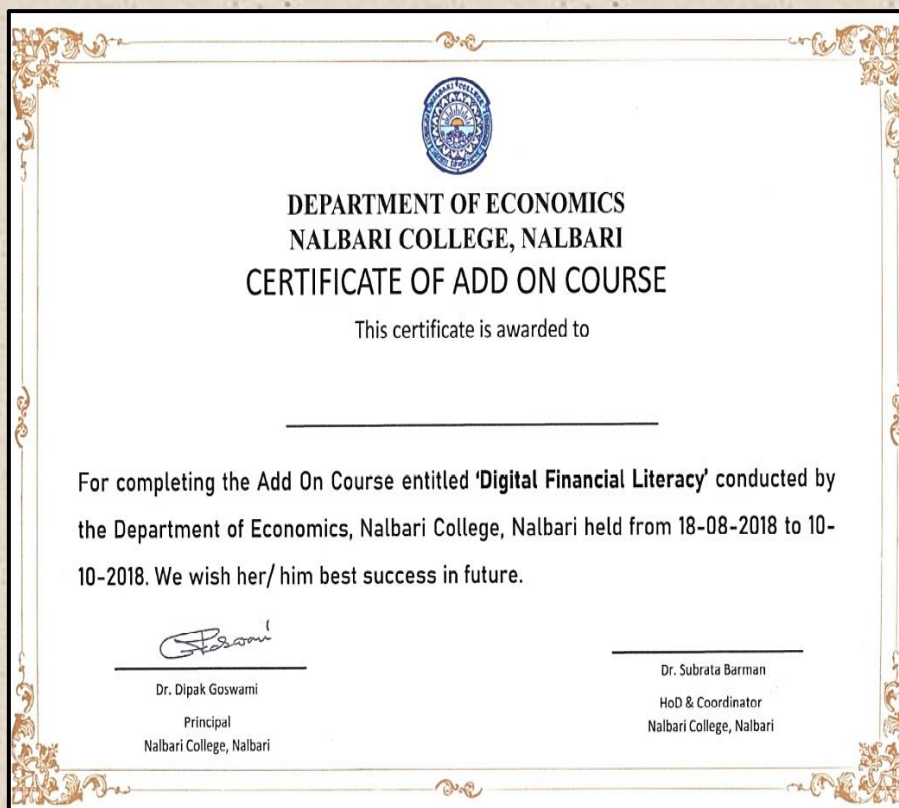 DEPARTMENT OF ECONOMICS
NALBARI COLLEGE, NALBARI
CERTIFICATE OF ADD ON COURSE
This certificate is awarded to
For completing the Add On Course entitled 'Digital Financial Literacy' conducted by
the Department of Economics, Nalbari College, Nalbari held from 18-08-2018 to 10-
10-2018. We wish her/ him best success in future.
Dr. Dipak Goswami
Principal
Nalbari College, Nalbari
Dr. Subrata Barman
HoD & Coordinator
Nalbari College, Nalbari